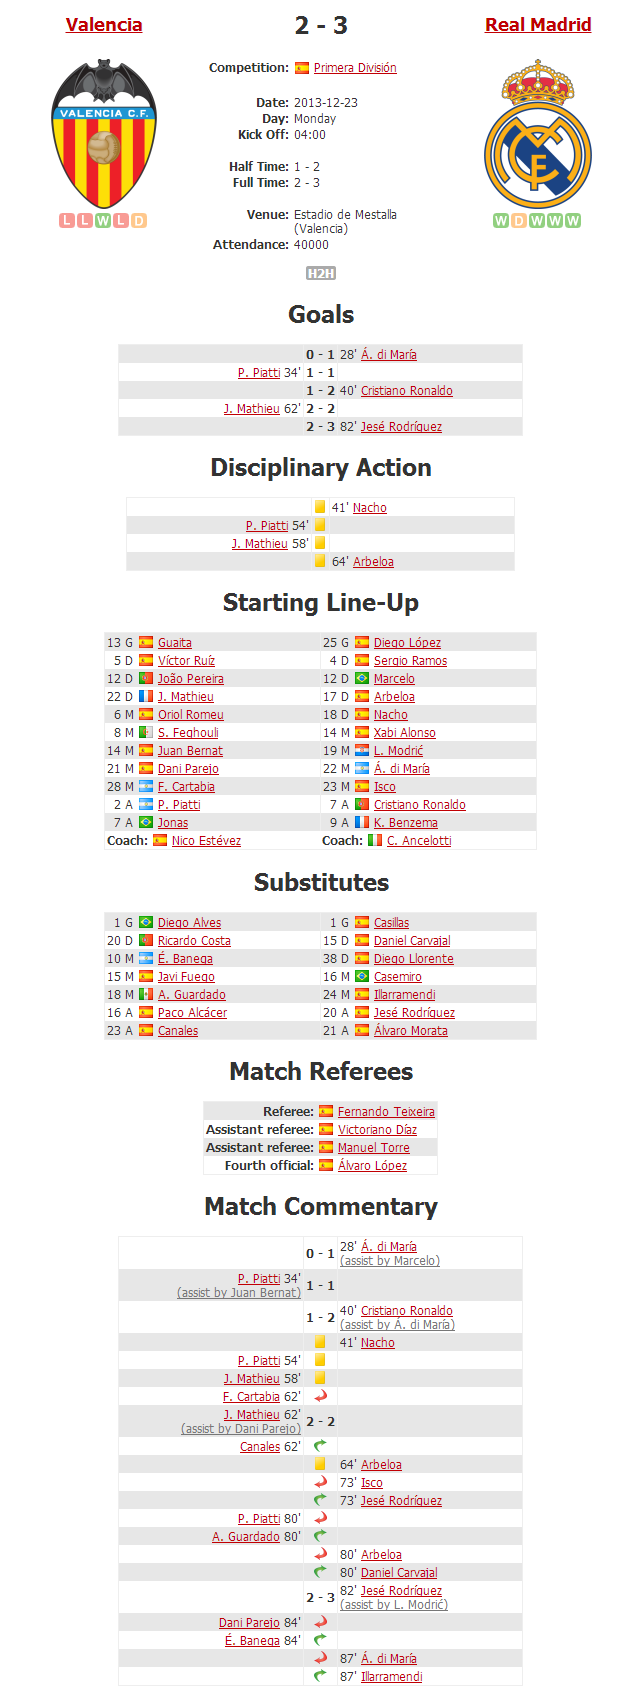 Valencia 2 - 3 Real Madrid
Competition: Primera División
VALENCIA C.F.
Date: 2013-12-23
Day: Monday
Kick Off: 04:00
Half Time: 1 - 2
Full Time: 2 - 3
Venue: Estadio de Mestalla
(Valencia)
Attendance: 40000
L L W L D
W D W W W
H2H
Goals
0 - 1 28' Á. di María
P. Piatti 34' 1 - 1
1 - 2 40' Cristiano Ronaldo
J. Mathieu 62' 2 - 2
2 - 3 82' Jesé Rodríguez
Disciplinary Action
41' Nacho
P. Piatti 54'
J. Mathieu 58'
64' Arbeloa
Starting Line-Up
13 G Guaita 25 G Diego López
5 D Víctor Ruíz 4 D Sergio Ramos
12 D João Pereira 12 D Marcelo
22 D J. Mathieu 17 D Arbeloa
6 M Oriol Romeu 18 D Nacho
8 M S. Feghouli 14 M Xabi Alonso
14 M Juan Bernat 19 M L. Modrić
21 M Dani Parejo 22 M Á. di María
28 M F. Cartabia 23 M Isco
2 A P. Piatti 7 A Cristiano Ronaldo
7 A Jonas 9 A K. Benzema
Coach: Nico Estévez Coach: C. Ancelotti
Substitutes
1 G Diego Alves 1 G Casillas
20 D Ricardo Costa 15 D Daniel Carvajal
10 M É. Banega 38 D Diego Llorente
15 M Javi Fuego 16 M Casemiro
18 M A. Guardado 24 M Illarramendi
16 A Paco Alcácer 20 A Jesé Rodríguez
23 A Canales 21 A Álvaro Morata
Match Referees
Referee: Fernando Teixeira
Assistant referee: Victoriano Díaz
Assistant referee: Manuel Torre
Fourth official: Álvaro López
Match Commentary
0 - 1 28' Á. di María
(assist by Marcelo)
P. Piatti 34' 1 - 1
(assist by Juan Bernat)
1 - 2 40' Cristiano Ronaldo
(assist by Á. di María)
41' Nacho
P. Piatti 54'
J. Mathieu 58'
F. Cartabia 62'
J. Mathieu 62' 2 - 2
(assist by Dani Parejo)
Canales 62'
64' Arbeloa
73' Isco
73' Jesé Rodríguez
P. Piatti 80'
A. Guardado 80'
80' Arbeloa
80' Daniel Carvajal
2 - 3 82' Jesé Rodríguez
(assist by L. Modrić)
Dani Parejo 84'
É. Banega 84'
87' Á. di María
87' Illarramendi